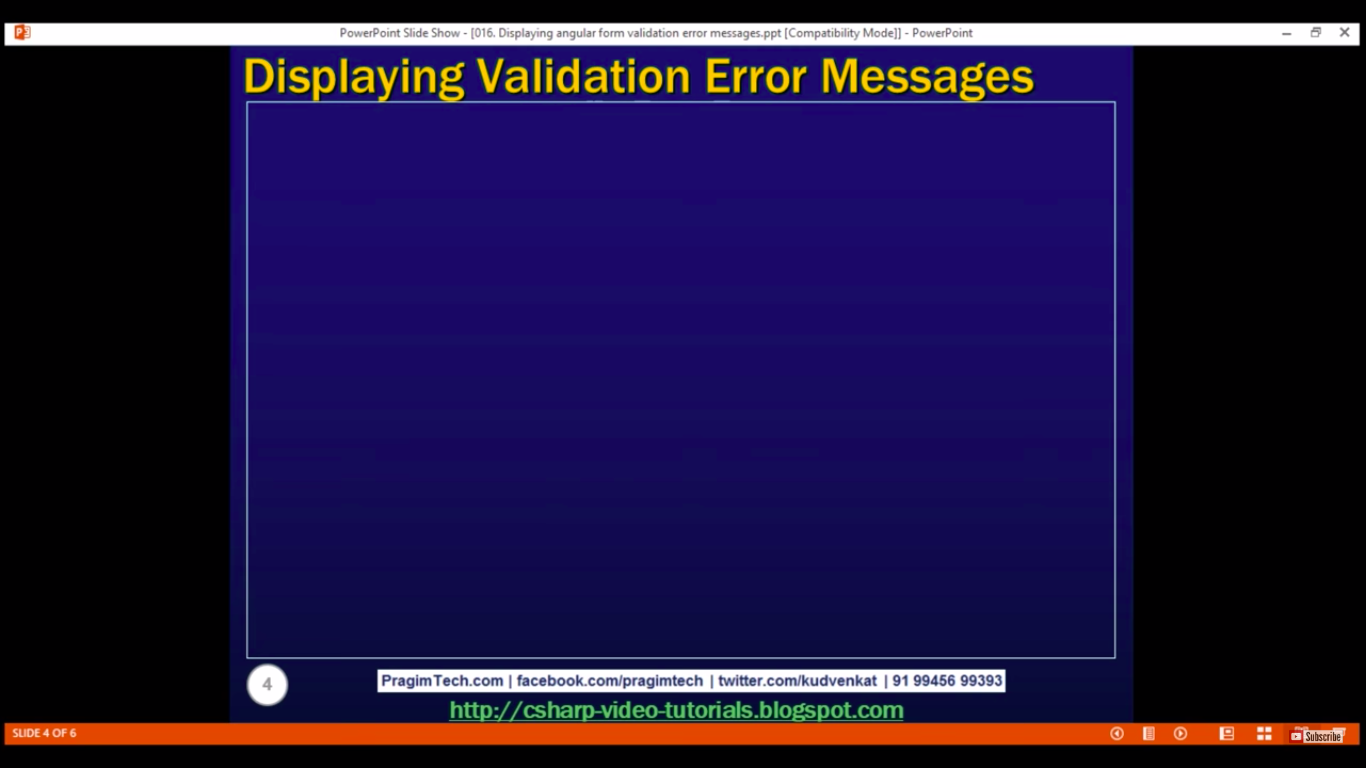 PowerPoint Slide Show - [016. Displaying angular form validation error messages.ppt [Compatibility Mode]] - PowerPoint
Displaying Validation Error Messages
4
PragimTech.com | facebook.com/pragimtech | twitter.com/kudvenkat | 91 99456 99393
http://csharp-video-tutorials.blogspot.com
SLIDE 4 OF 6
Subscribe